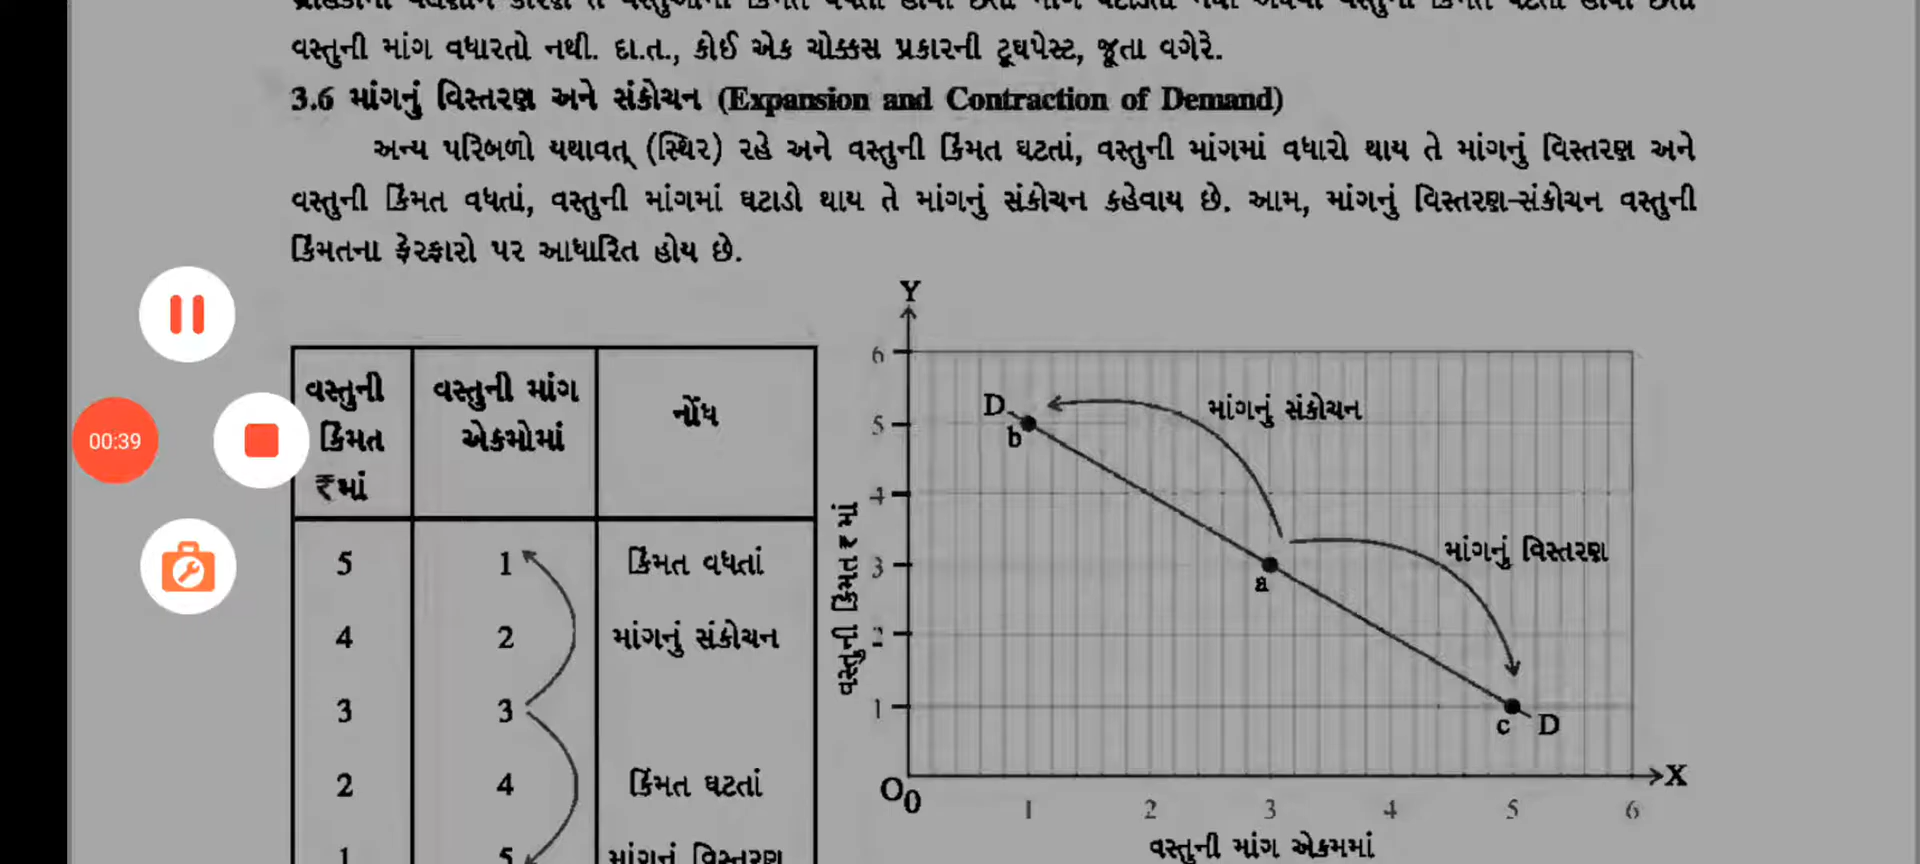 વસ્તુની માંગ વધારતો નથી. દા.ત., કોઈ એક ચોક્કસ પ્રકારની ટૂથપેસ્ટ, જૂતા વગેરે.
3.6 માંગનું વિસ્તરણ અને સંકોચન (Expansion and Contraction of Demand)
અન્ય પરિબળો યથાવત્ (સ્થિર) રહે અને વસ્તુની કિંમત ઘટતાં, વસ્તુની માંગમાં વધારો થાય તે માંગનું વિસ્તરણ અને
વસ્તુની કિંમત વધતાં, વસ્તુની માંગમાં ઘટાડો થાય તે માંગનું સંકોચન કહેવાય છે. આમ, માંગનું વિસ્તરણ-સંકોચન વસ્તુની
કિંમતના ફેરફારો પર આધારિત હોય છે.
00:39
વસ્તુની વસ્તુની માંગ નોંધ
કિંમત એકમોમાં
₹માં
5 1 કિંમત વધતાં
4 2 માંગનું સંકોચન
3 3
2 4 કિંમત ઘટતાં
1 5 માંગનું વિસ્તરણ
Y
6
5
4
3
2
1
વસ્તુની કિંમત ₹ માં
D
b
માંગનું સંકોચન
a
માંગનું વિસ્તરણ
c D
O
0 1 2 3 4 5 6
X
વસ્તુની માંગ એકમમાં